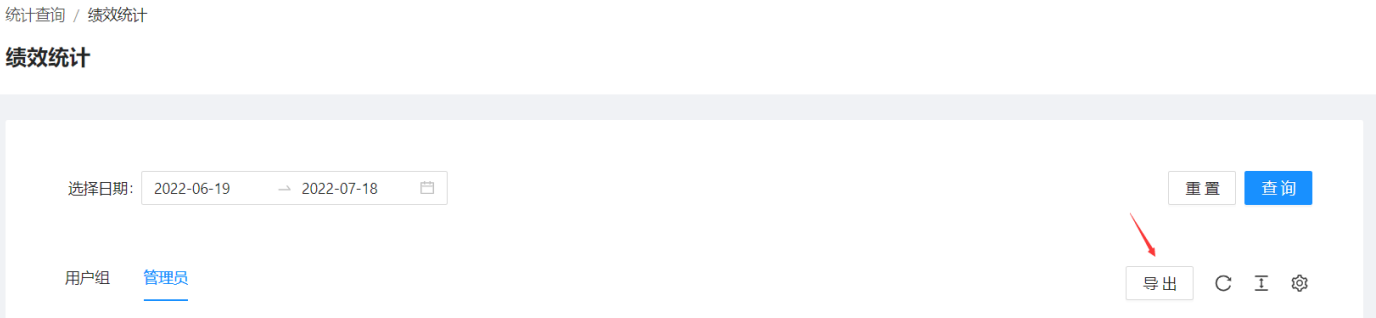 统计查询 / 绩效统计
绩效统计
选择日期: 2022-06-19 → 2022-07-18 重 置 查 询
用户组 管理员 导 出